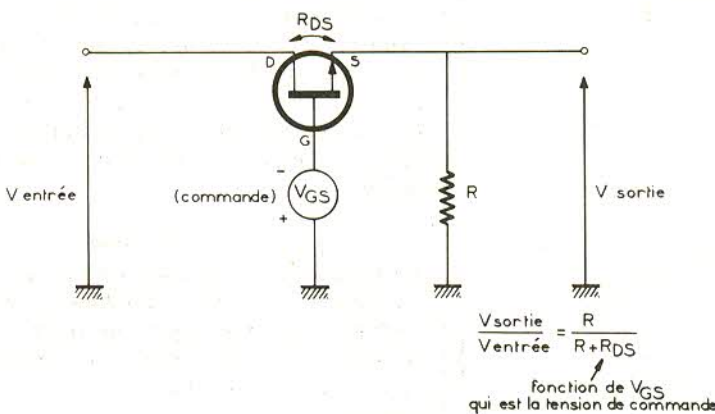 RDS
D
S
G
-
V entrée
(commande)
VGS
+
R
V sortie
Vsortie / Ventrée = R / R+RDS
fonction de VGS
qui est la tension de commande